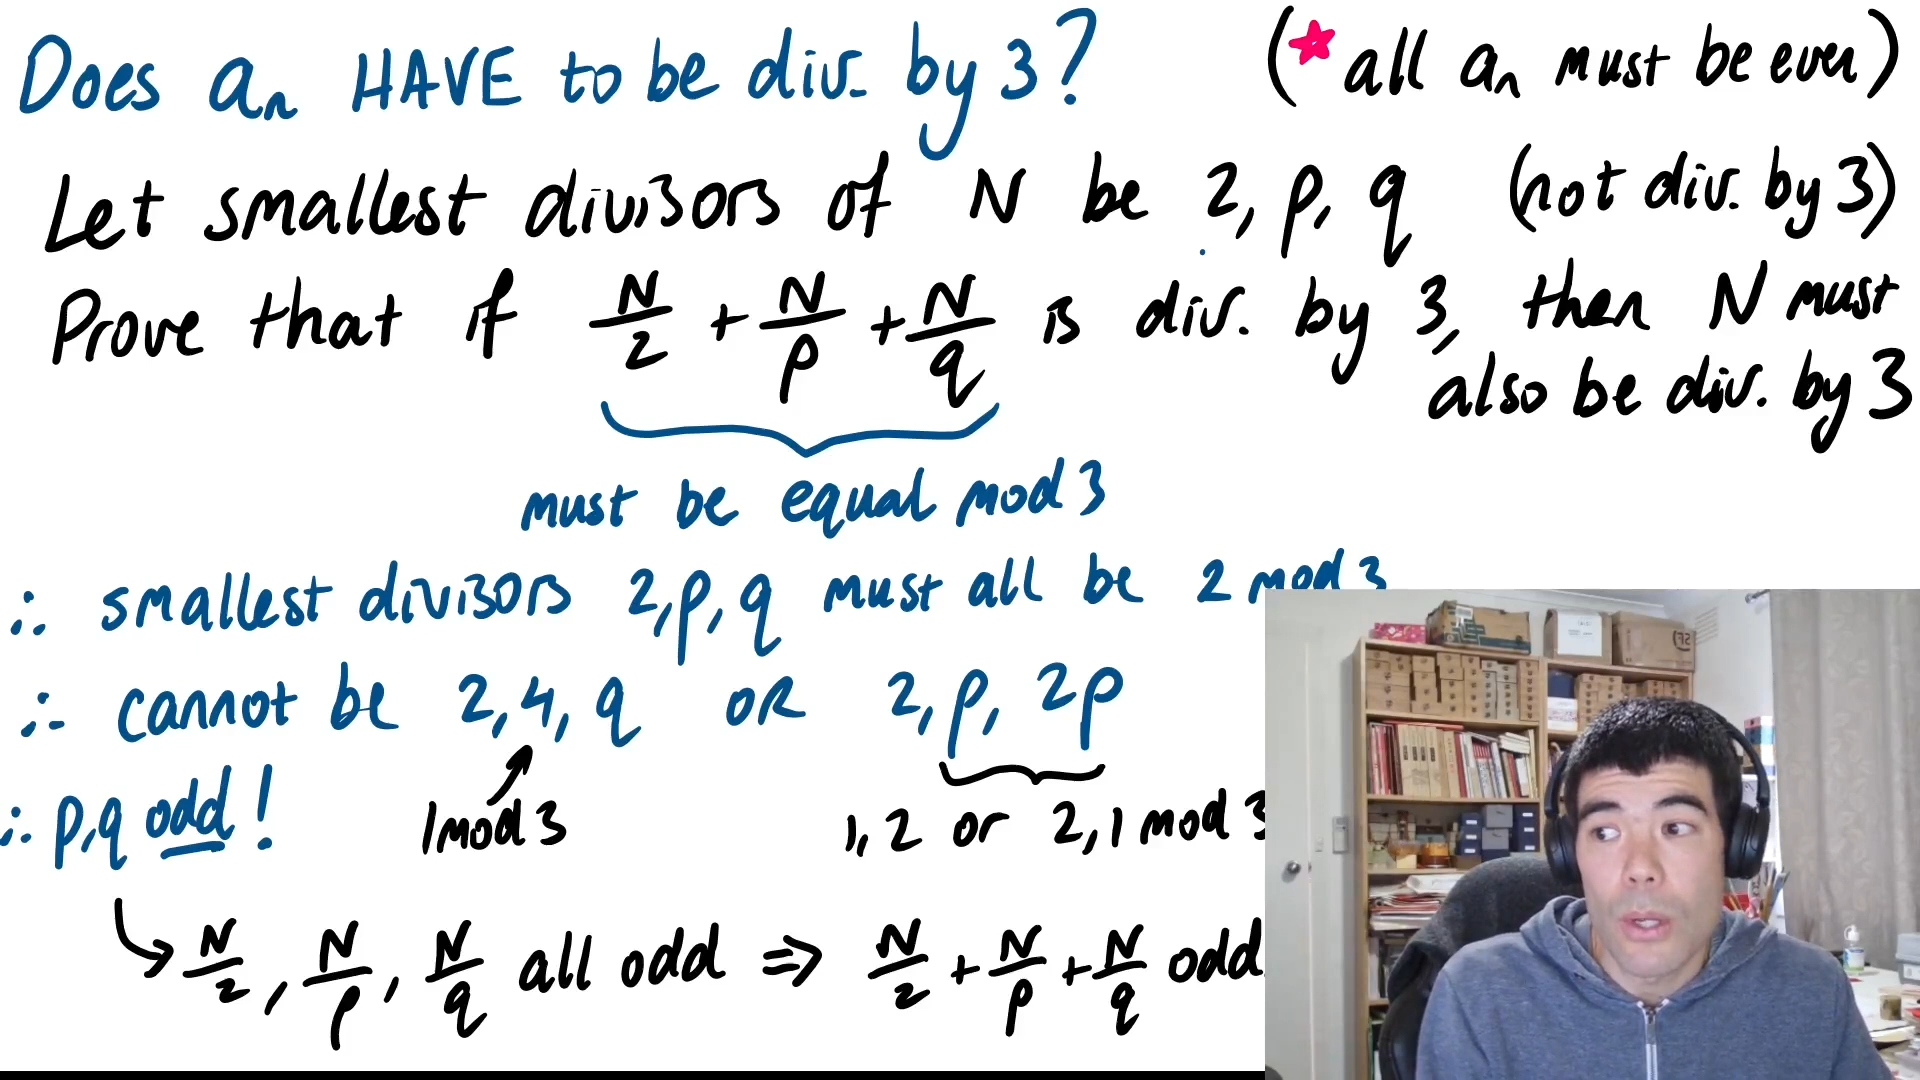 Does aₙ HAVE to be div. by 3? (* all aₙ must be even)
Let smallest divisors of N be 2, p, q (not div. by 3)
Prove that if N/2 + N/p + N/q is div. by 3, then N must
also be div. by 3
must be equal mod 3
∴ smallest divisors 2,p,q must all be 2 mod 3
∴ cannot be 2,4,q OR 2,p,2p
∴ p,q odd! 1 mod 3 1,2 or 2,1 mod 3
↳ N/2, N/p, N/q all odd ⇒ N/2 + N/p + N/q odd